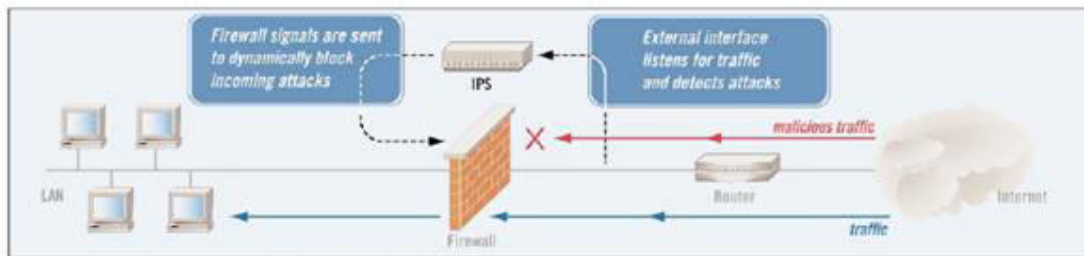 Firewall signals are sent
to dynamically block
incoming attacks
IPS
External interface
listens for traffic
and detects attacks
malicious traffic
LAN
Router
Internet
Firewall
traffic